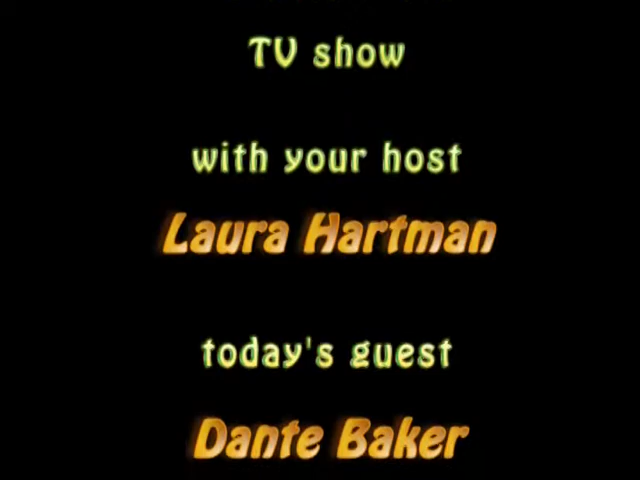 TV show
with your host
Laura Hartman
today's guest
Dante Baker